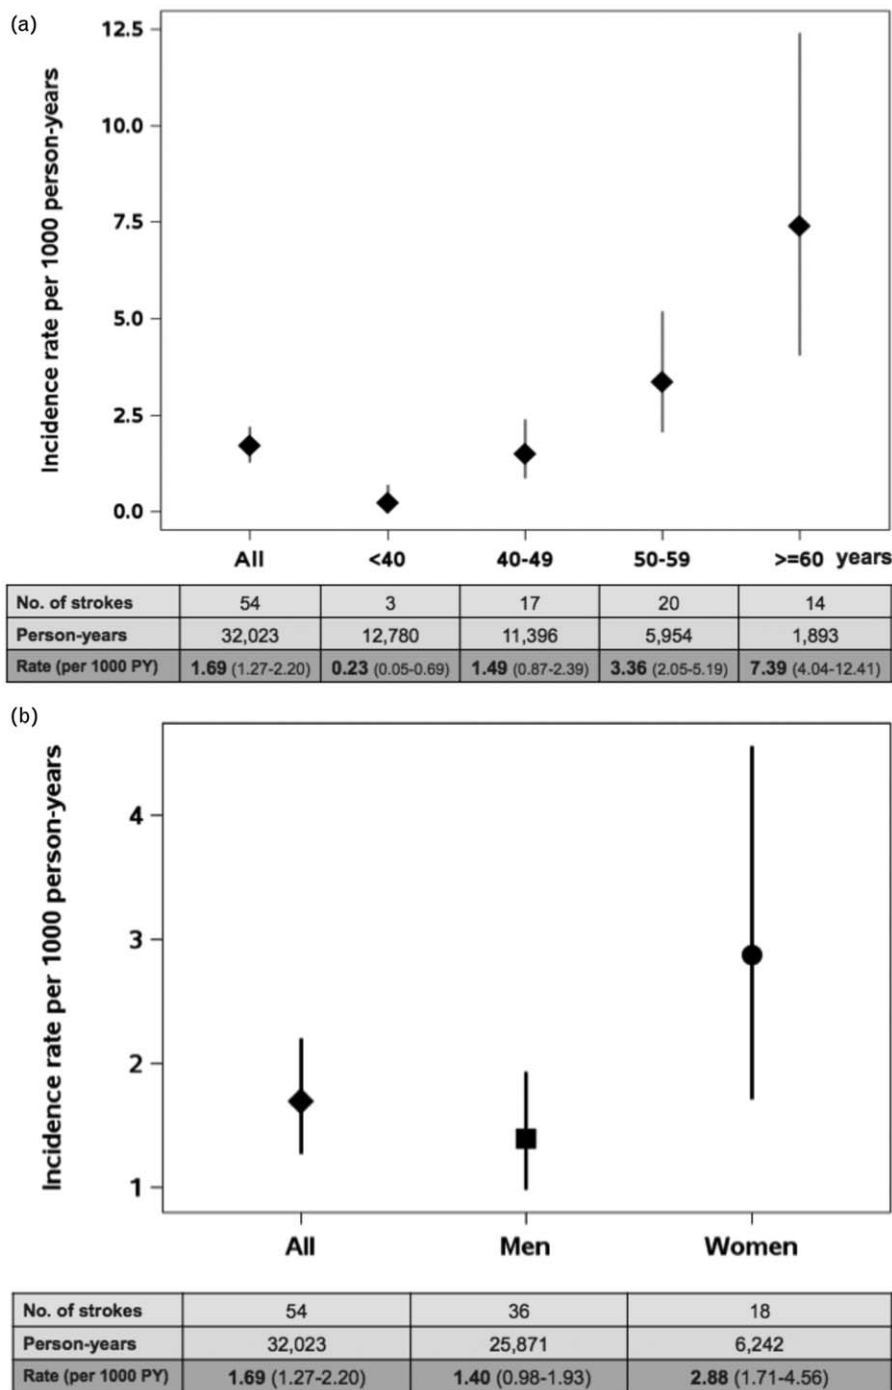 (a)
Incidence rate per 1000 person-years
12.5
10.0
7.5
5.0
2.5
0.0
All <40 40-49 50-59 >=60 years
No. of strokes 54 3 17 20 14
Person-years 32,023 12,780 11,396 5,954 1,893
Rate (per 1000 PY) 1.69 (1.27-2.20) 0.23 (0.05-0.69) 1.49 (0.87-2.39) 3.36 (2.05-5.19) 7.39 (4.04-12.41)
(b)
Incidence rate per 1000 person-years
4
3
2
1
All Men Women
No. of strokes 54 36 18
Person-years 32,023 25,871 6,242
Rate (per 1000 PY) 1.69 (1.27-2.20) 1.40 (0.98-1.93) 2.88 (1.71-4.56)